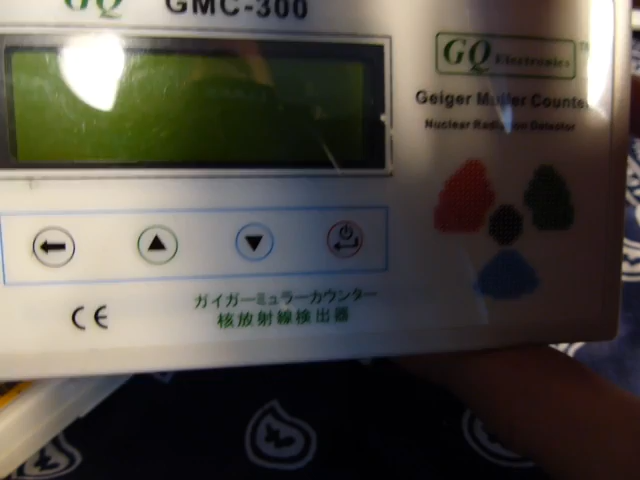 GQ GMC-300
GQ Electronics TM
Geiger Muller Counter
Nuclear Radiation Detector
CE
ガイガーミュラーカウンター
核放射線検出器